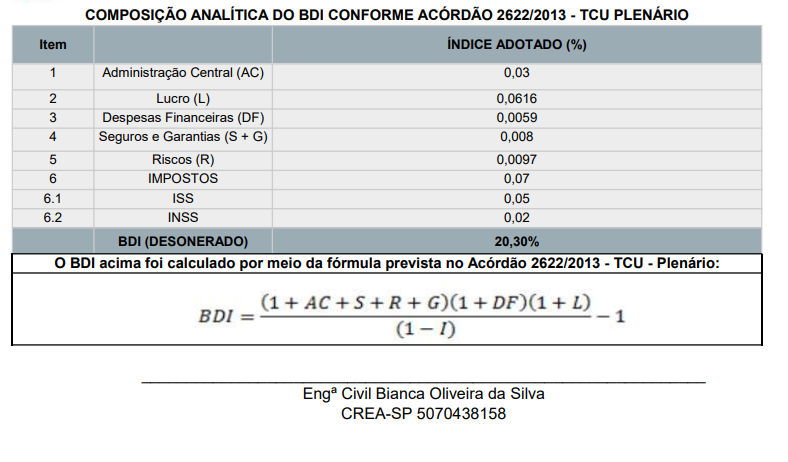 COMPOSIÇÃO ANALÍTICA DO BDI CONFORME ACÓRDÃO 2622/2013 - TCU PLENÁRIO
Item ÍNDICE ADOTADO (%)
1 Administração Central (AC) 0,03
2 Lucro (L) 0,0616
3 Despesas Financeiras (DF) 0,0059
4 Seguros e Garantias (S + G) 0,008
5 Riscos (R) 0,0097
6 IMPOSTOS 0,07
6.1 ISS 0,05
6.2 INSS 0,02
BDI (DESONERADO) 20,30%
O BDI acima foi calculado por meio da fórmula prevista no Acórdão 2622/2013 - TCU - Plenário:
(1 + AC + S + R + G)(1 + DF)(1 + L)
BDI = − 1
(1 − I)
Engª Civil Bianca Oliveira da Silva
CREA-SP 5070438158